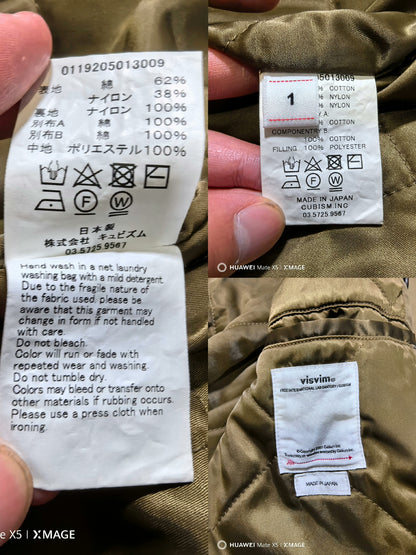 0119205013009
表地 綿 62%
ナイロン 38%
裏地 ナイロン 100%
別布A 綿 100%
別布B 綿 100%
中地 ポリエステル 100%
F W
日本製
株式会社 キュビズム
03.5725.9567
Hand wash in a net laundry
washing bag with a mild detergent.
Due to the fragile nature of
the fabric used, please be
aware that this garment may
change in form if not handled
with care.
Do not bleach.
Color will run or fade with
repeated wear and washing.
Do not tumble dry.
Colors may bleed or transfer onto
other materials if rubbing occurs.
Please use a press cloth when
ironing.
HUAWEI Mate X5 | XMAGE
05013009
% COTTON
% NYLON
% NYLON
A:
% COTTON
1
COMPONENTRY B
100% COTTON
FILLING 100% POLYESTER
F W
MADE IN JAPAN
CUBISM INC.
03.5725.9567
HUAWEI Mate X5 | XMAGE
visvim®
FREE INTERNATIONAL LABORATORY / CUBISM
MADE IN JAPAN
HUAWEI Mate X5 | XMAGE